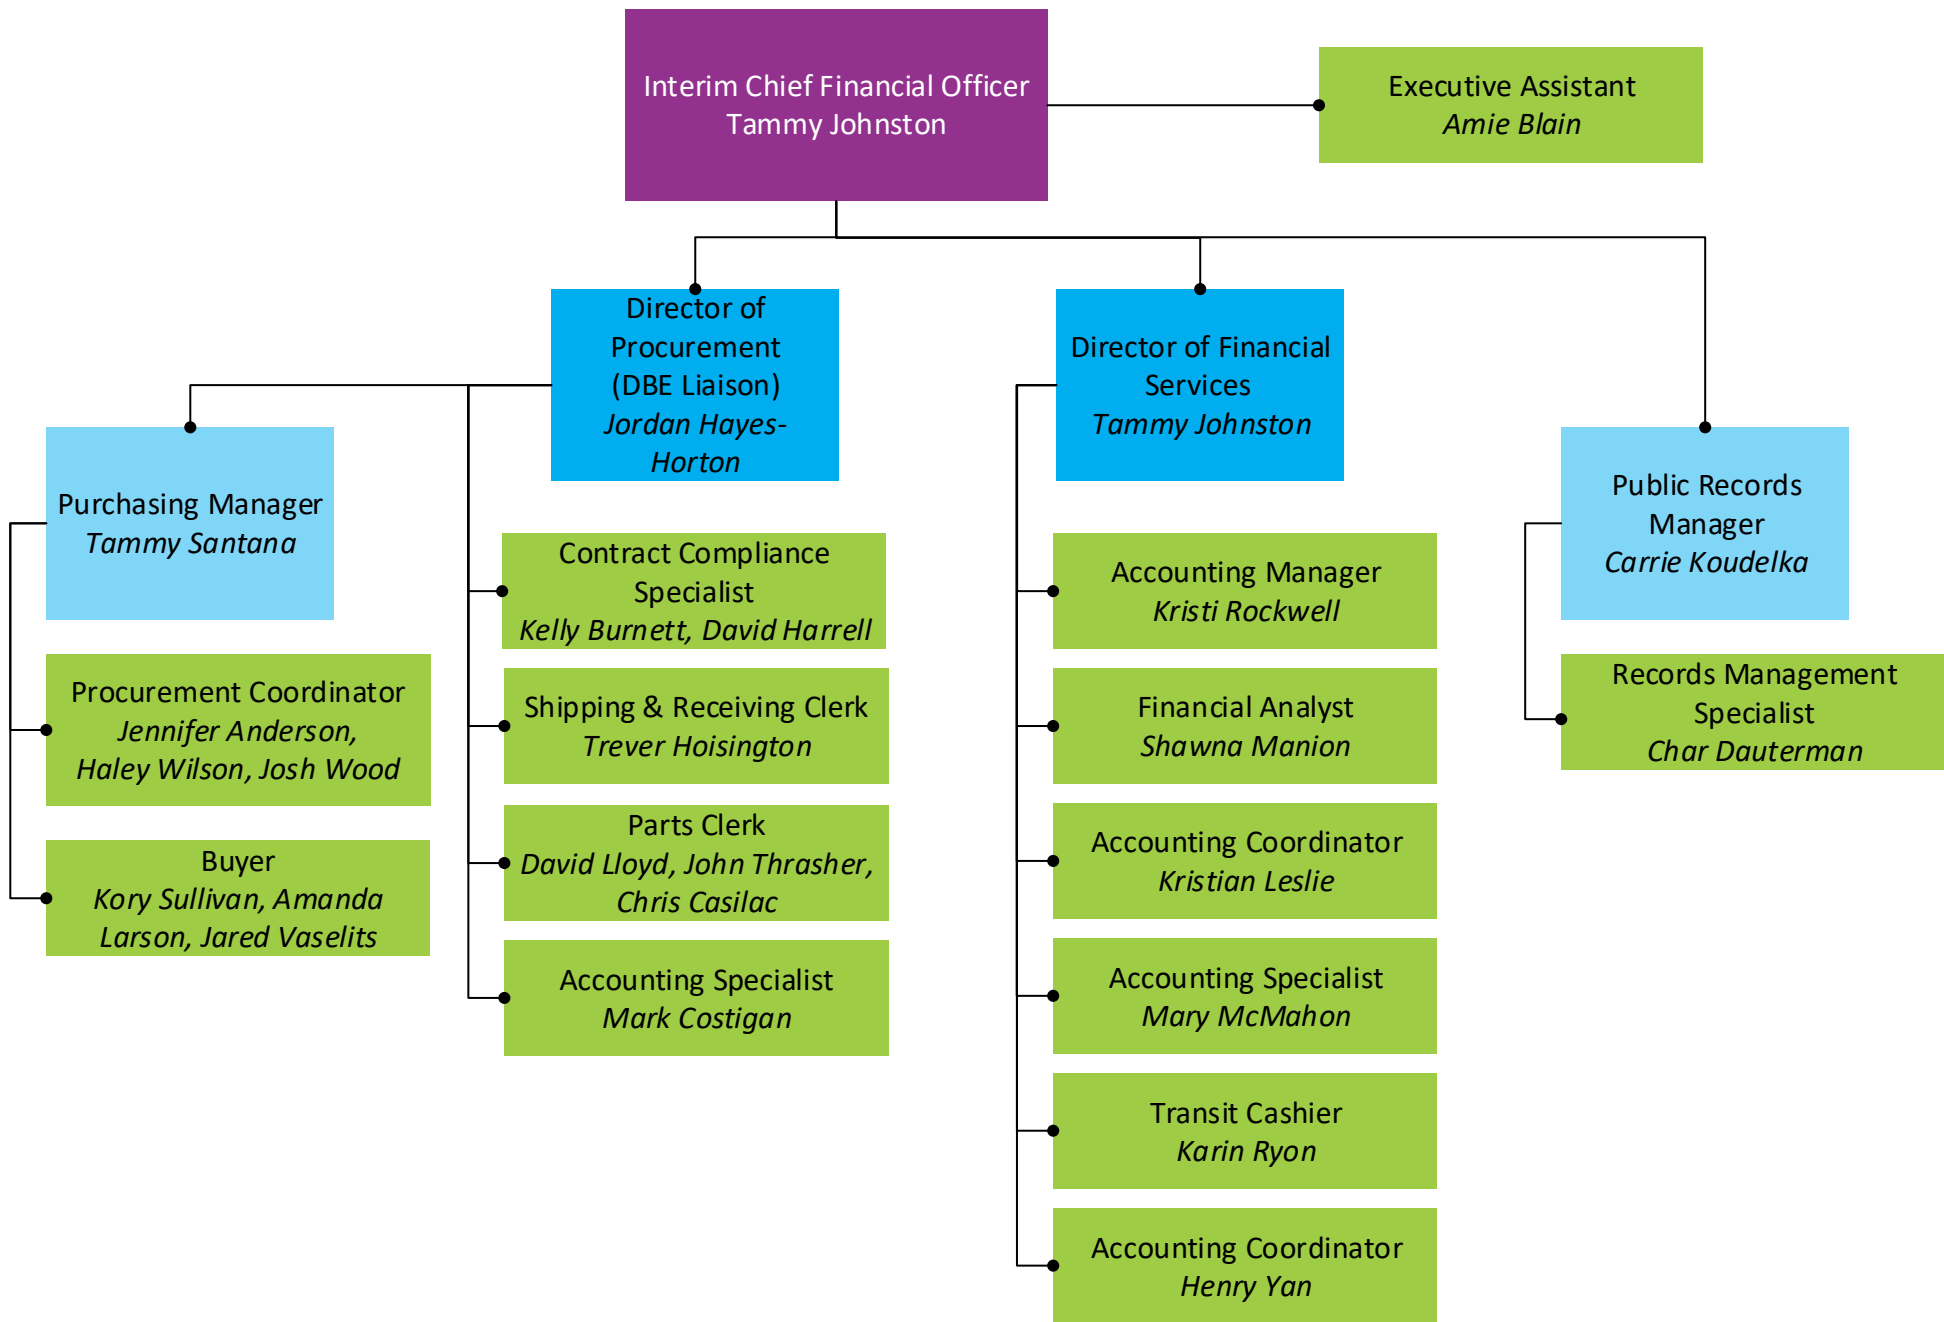 Interim Chief Financial Officer
Tammy Johnston
Executive Assistant
Amie Blain
Director of
Procurement
(DBE Liaison)
Jordan Hayes-
Horton
Director of Financial
Services
Tammy Johnston
Purchasing Manager
Tammy Santana
Public Records
Manager
Carrie Koudelka
Procurement Coordinator
Jennifer Anderson,
Haley Wilson, Josh Wood
Buyer
Kory Sullivan, Amanda
Larson, Jared Vaselits
Contract Compliance
Specialist
Kelly Burnett, David Harrell
Shipping & Receiving Clerk
Trever Hoisington
Parts Clerk
David Lloyd, John Thrasher,
Chris Casilac
Accounting Specialist
Mark Costigan
Accounting Manager
Kristi Rockwell
Financial Analyst
Shawna Manion
Accounting Coordinator
Kristian Leslie
Accounting Specialist
Mary McMahon
Transit Cashier
Karin Ryon
Accounting Coordinator
Henry Yan
Records Management
Specialist
Char Dauterman